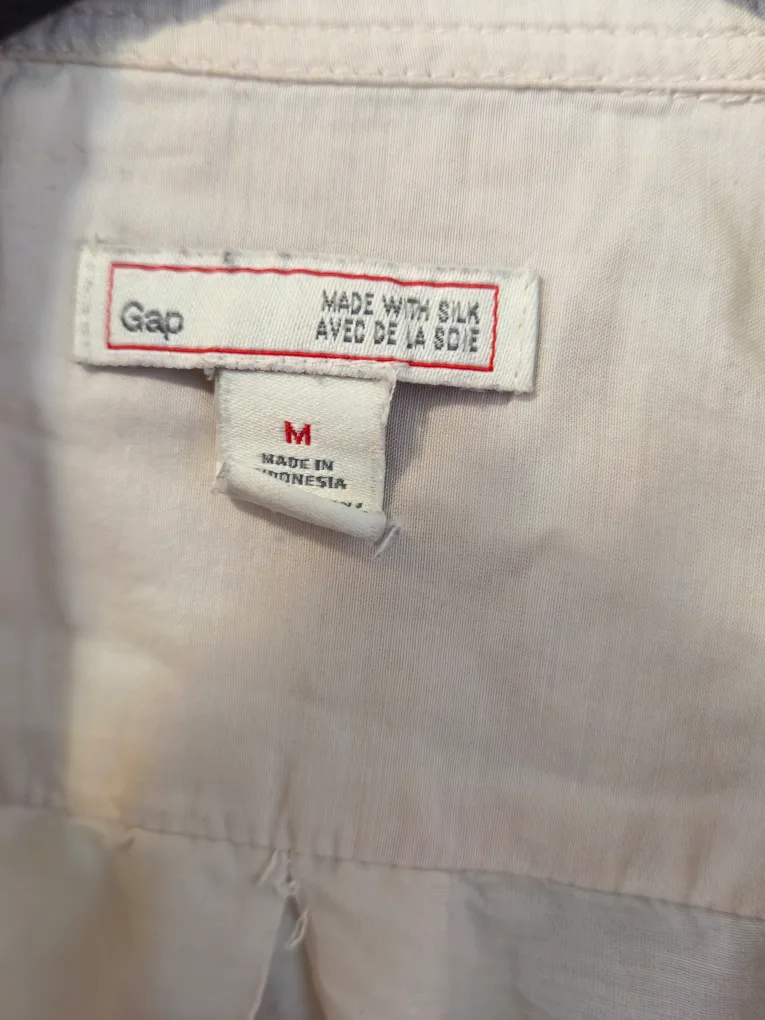 Gap
MADE WITH SILK
AVEC DE LA SOIE
M
MADE IN
INDONESIA